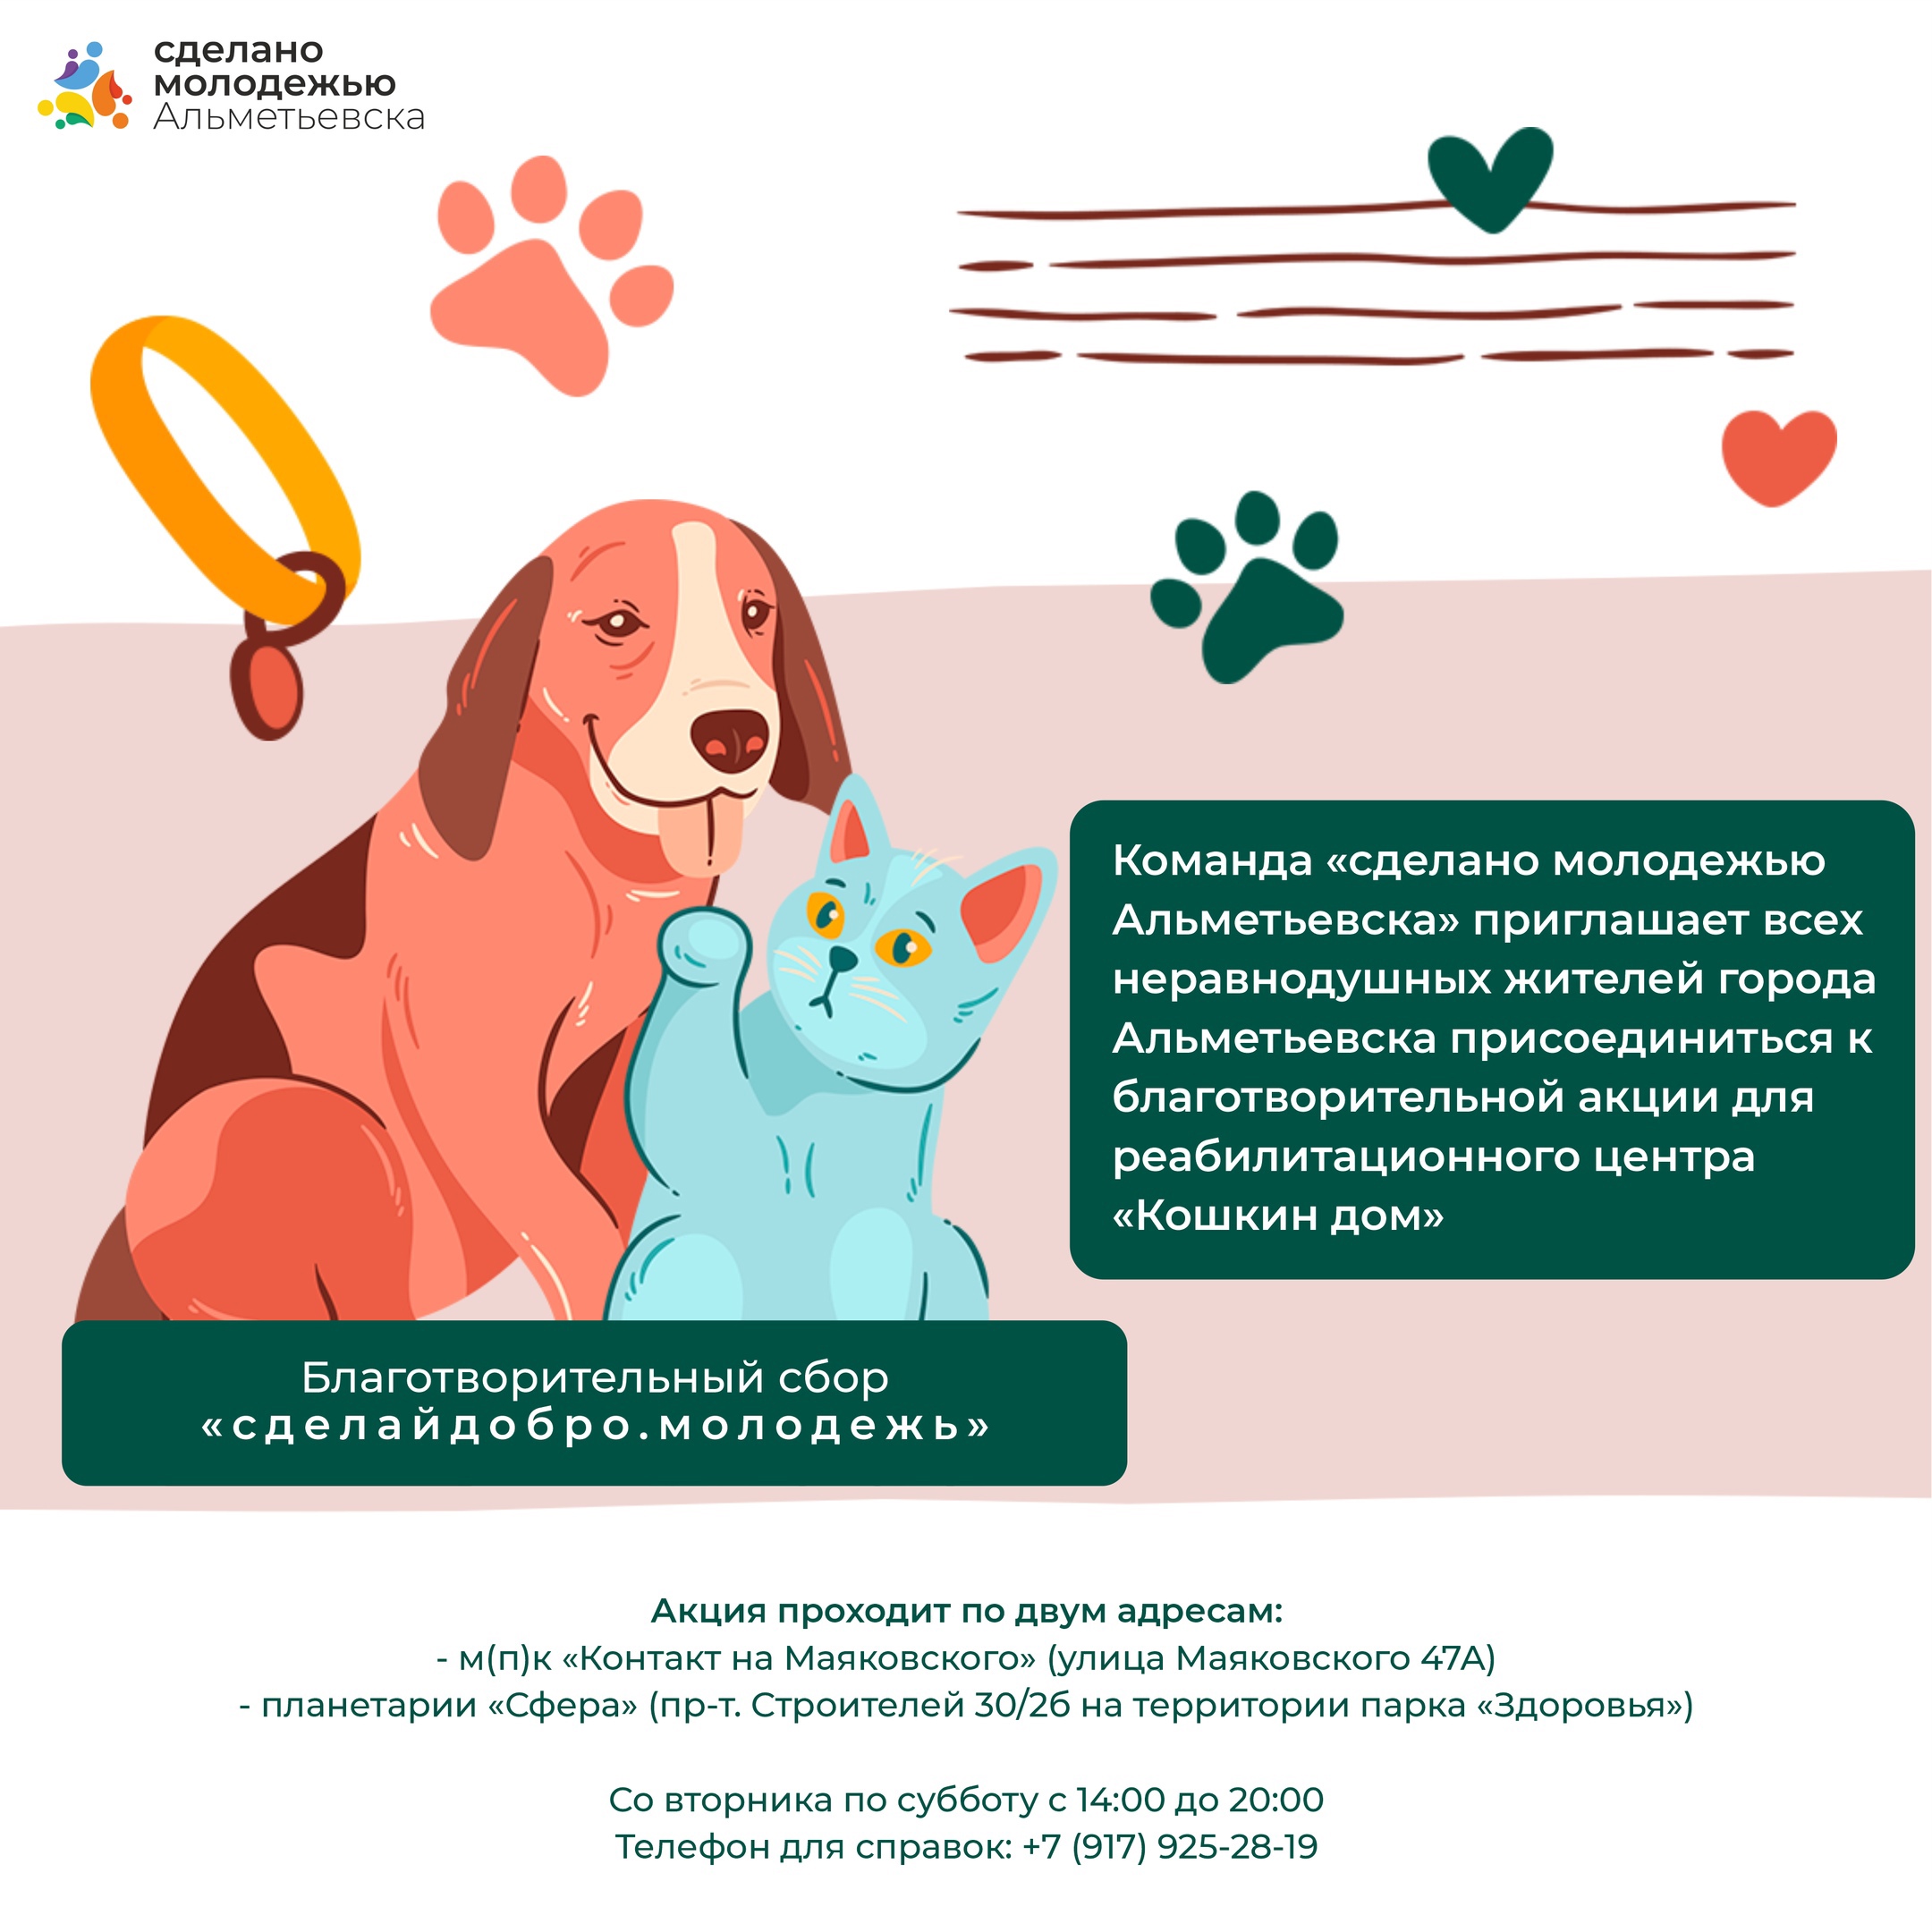 сделано
молодежью
Альметьевска
Команда «сделано молодежью
Альметьевска» приглашает всех
неравнодушных жителей города
Альметьевска присоединиться к
благотворительной акции для
реабилитационного центра
«Кошкин дом»
Благотворительный сбор
«сделайдобро.молодежь»
Акция проходит по двум адресам:
- м(п)к «Контакт на Маяковского» (улица Маяковского 47А)
- планетарии «Сфера» (пр-т. Строителей 30/2б на территории парка «Здоровья»)
Со вторника по субботу с 14:00 до 20:00
Телефон для справок: +7 (917) 925-28-19